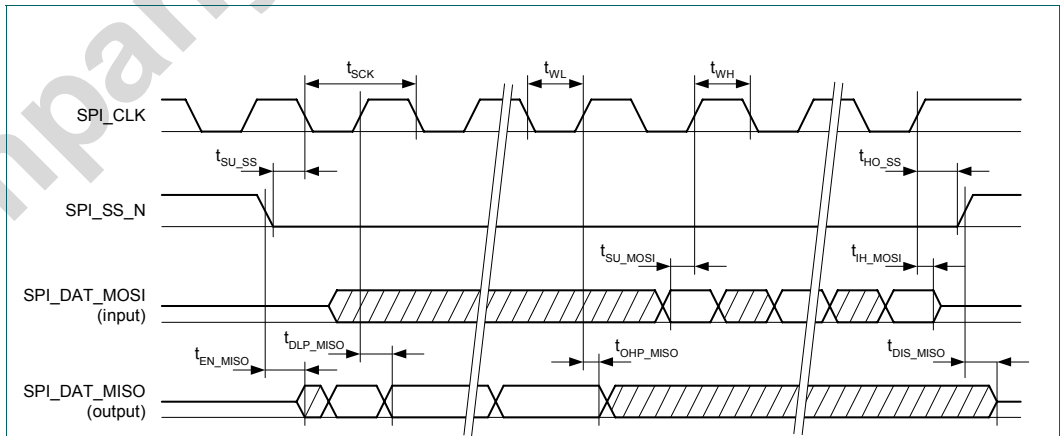 tSCK
tWL
tWH
SPI_CLK
tSU_SS
tHO_SS
SPI_SS_N
tSU_MOSI
tIH_MOSI
SPI_DAT_MOSI
(input)
tDLP_MISO
tOHP_MISO
tEN_MISO
tDIS_MISO
SPI_DAT_MISO
(output)